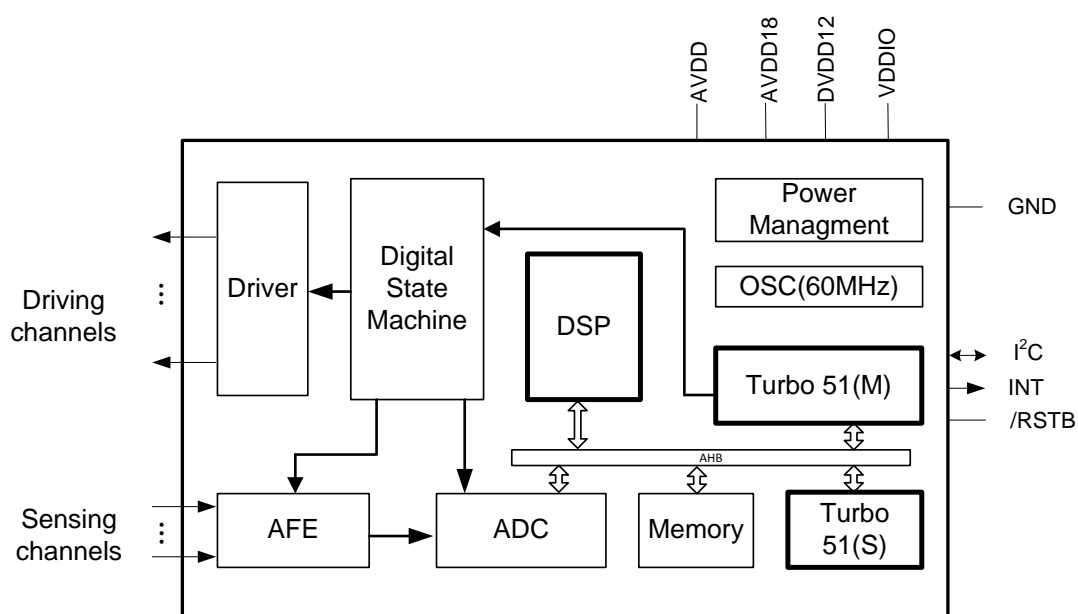 AVDD
AVDD18
DVDD12
VDDIO
Power
Managment
GND
Driving
channels
Driver
Digital
State
Machine
DSP
OSC(60MHz)
Turbo 51(M)
I²C
INT
/RSTB
AHB
Sensing
channels
AFE
ADC
Memory
Turbo
51(S)